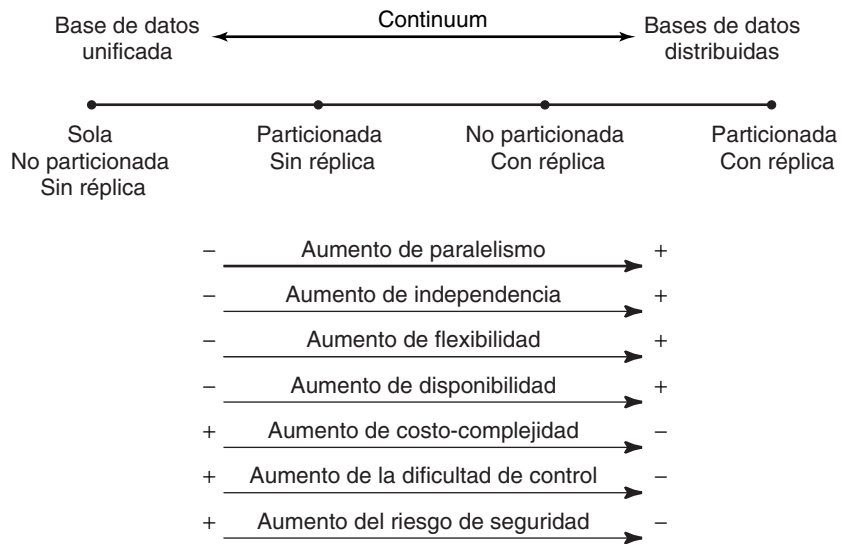 Base de datos
unificada
Continuum
Bases de datos
distribuidas
Sola
No particionada
Sin réplica
Particionada
Sin réplica
No particionada
Con réplica
Particionada
Con réplica
– Aumento de paralelismo +
– Aumento de independencia +
– Aumento de flexibilidad +
– Aumento de disponibilidad +
+ Aumento de costo-complejidad –
+ Aumento de la dificultad de control –
+ Aumento del riesgo de seguridad –